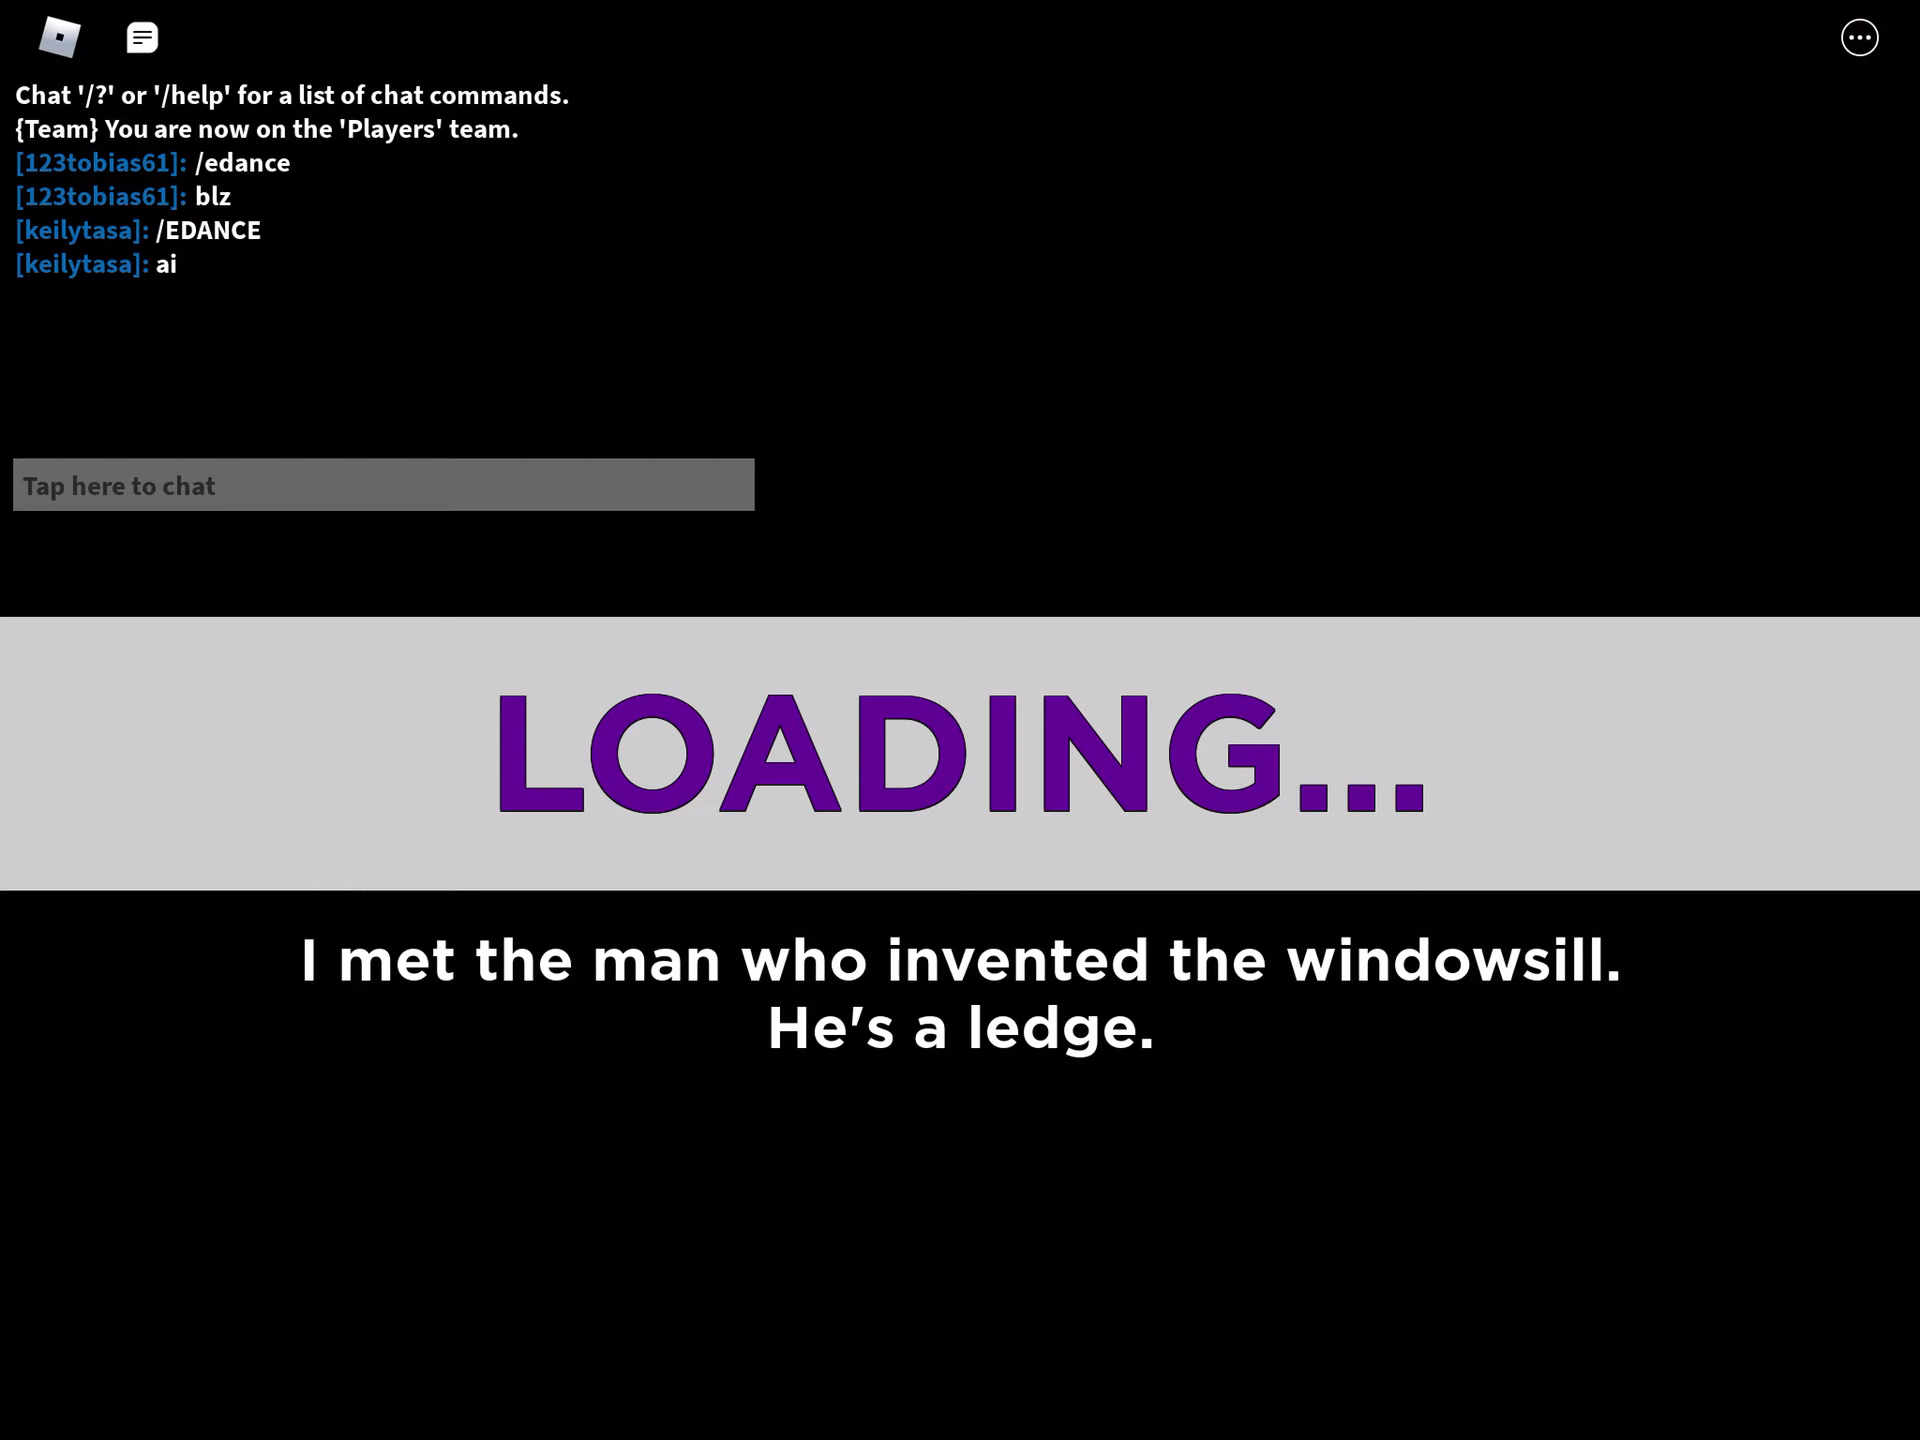 Chat '/?' or '/help' for a list of chat commands.
{Team} You are now on the 'Players' team.
[123tobias61]: /edance
[123tobias61]: blz
[keilytasa]: /EDANCE
[keilytasa]: ai
Tap here to chat
LOADING...
I met the man who invented the windowsill.
He's a ledge.